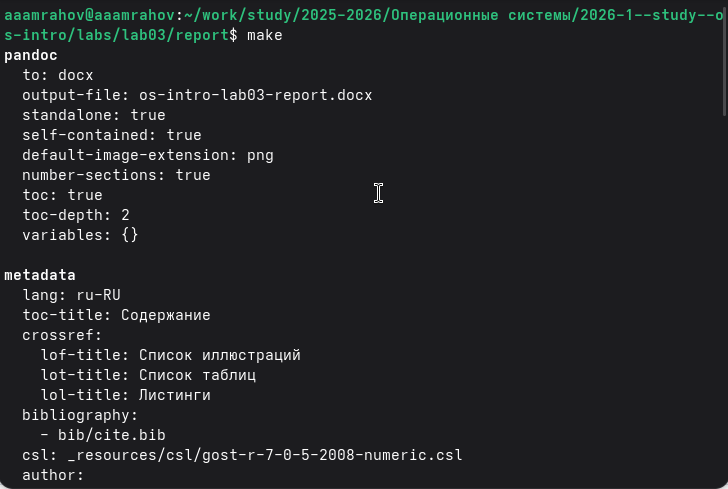 aaamrahov@aaamrahov:~/work/study/2025-2026/Операционные системы/2026-1--study--o
s-intro/labs/lab03/report$ make
pandoc
  to: docx
  output-file: os-intro-lab03-report.docx
  standalone: true
  self-contained: true
  default-image-extension: png
  number-sections: true
  toc: true
  toc-depth: 2
  variables: {}

metadata
  lang: ru-RU
  toc-title: Содержание
  crossref:
    lof-title: Список иллюстраций
    lot-title: Список таблиц
    lol-title: Листинги
  bibliography:
    - bib/cite.bib
  csl: _resources/csl/gost-r-7-0-5-2008-numeric.csl
  author: